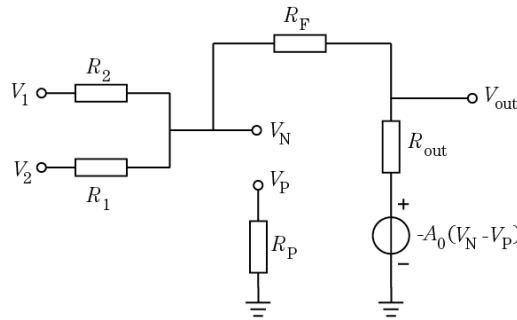 R_F
V_1
R_2
V_out
V_N
R_out
V_2
V_P
R_1
+
-A_0(V_N - V_P)
R_P
−